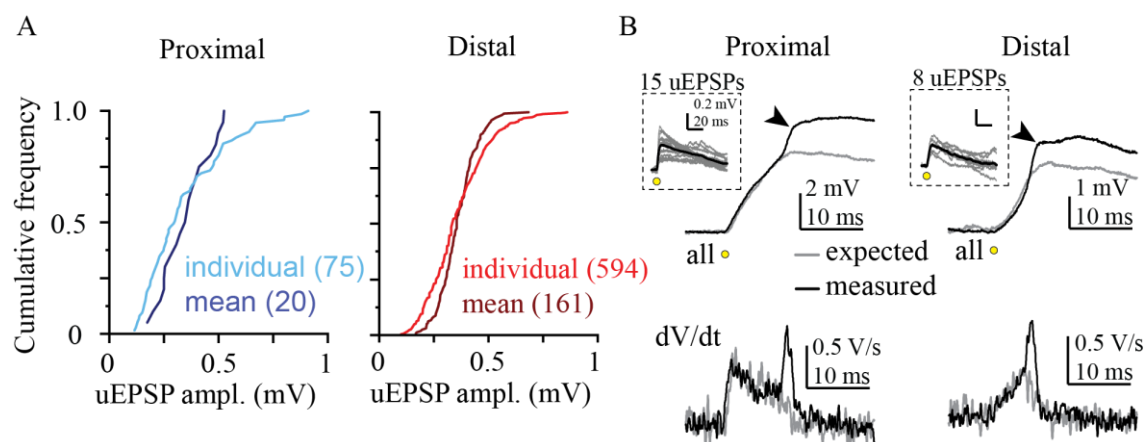 A
Proximal
Distal
Cumulative frequency
1.0
0.5
0
individual (75)
mean (20)
0
0.5
1
uEPSP ampl. (mV)
individual (594)
mean (161)
0
0.5
1
uEPSP ampl. (mV)
B
Proximal
Distal
15 uEPSPs
0.2 mV
20 ms
8 uEPSPs
2 mV
10 ms
1 mV
10 ms
all
all
expected
measured
dV/dt
0.5 V/s
10 ms
0.5 V/s
10 ms